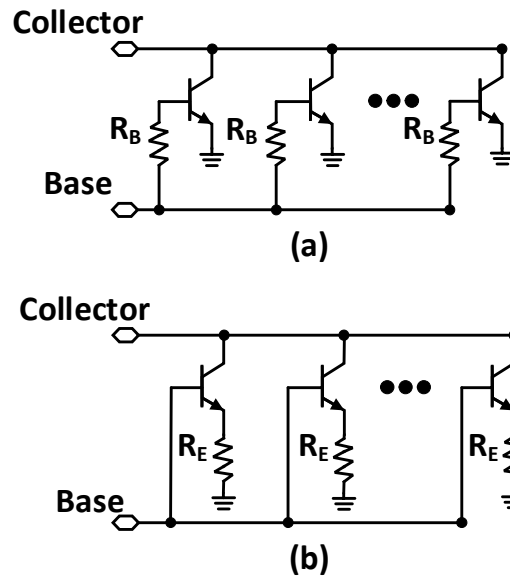 Collector
R_B R_B R_B
Base
(a)
Collector
R_E R_E R_E
Base
(b)